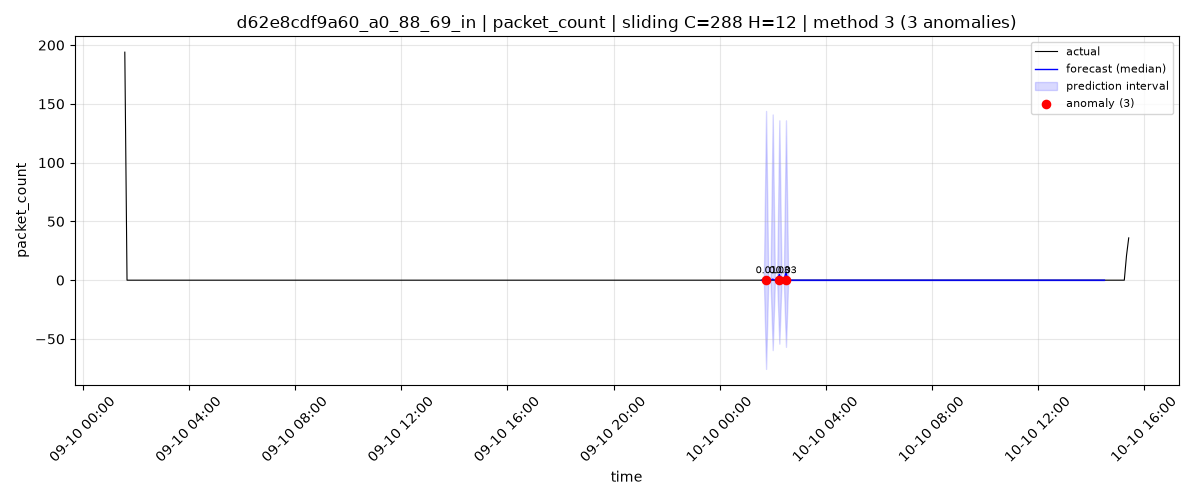 d62e8cdf9a60_a0_88_69_in | packet_count | sliding C=288 H=12 | method 3 (3 anomalies)
actual
forecast (median)
prediction interval
anomaly (3)
packet_count
200
150
100
50
0
−50
09-10 00:00
09-10 04:00
09-10 08:00
09-10 12:00
09-10 16:00
09-10 20:00
10-10 00:00
10-10 04:00
10-10 08:00
10-10 12:00
10-10 16:00
time